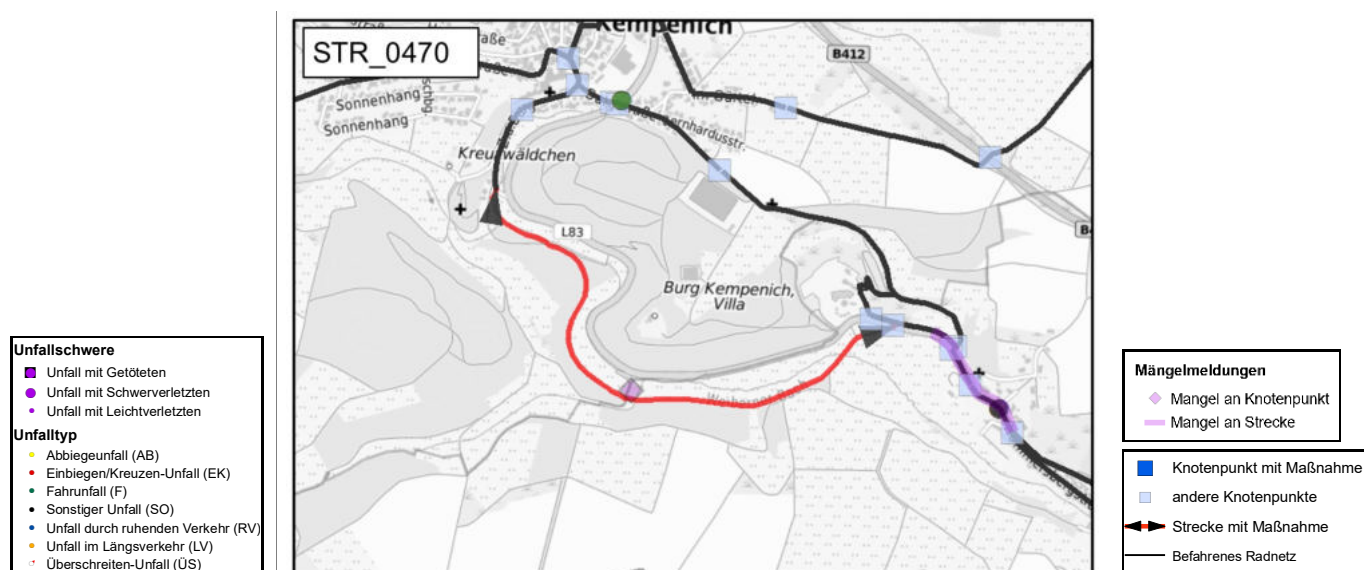 Unfallschwere
Unfall mit Getöteten
Unfall mit Schwerverletzten
Unfall mit Leichtverletzten
Unfalltyp
Abbiegeunfall (AB)
Einbiegen/Kreuzen-Unfall (EK)
Fahrunfall (F)
Sonstiger Unfall (SO)
Unfall durch ruhenden Verkehr (RV)
Unfall im Längsverkehr (LV)
Überschreiten-Unfall (ÜS)
STR_0470
Kempenich
B412
Sonnenhang
Sonnenhang
Im Garten
Bernhardusstr.
Kreuzwäldchen
L83
Burg Kempenich,
Villa
Mängelmeldungen
Mangel an Knotenpunkt
Mangel an Strecke
Knotenpunkt mit Maßnahme
andere Knotenpunkte
Strecke mit Maßnahme
Befahrenes Radnetz